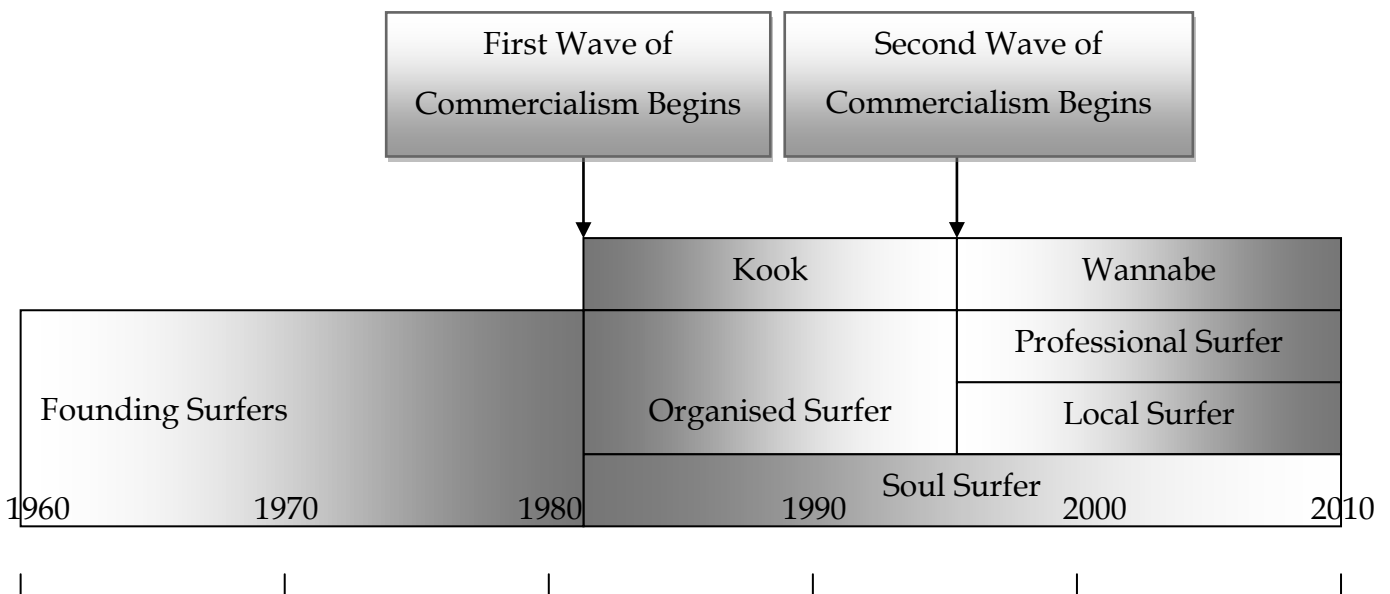 First Wave of
Commercialism Begins
Second Wave of
Commercialism Begins
Kook
Wannabe
Professional Surfer
Founding Surfers
Organised Surfer
Local Surfer
Soul Surfer
1960 1970 1980 1990 2000 2010